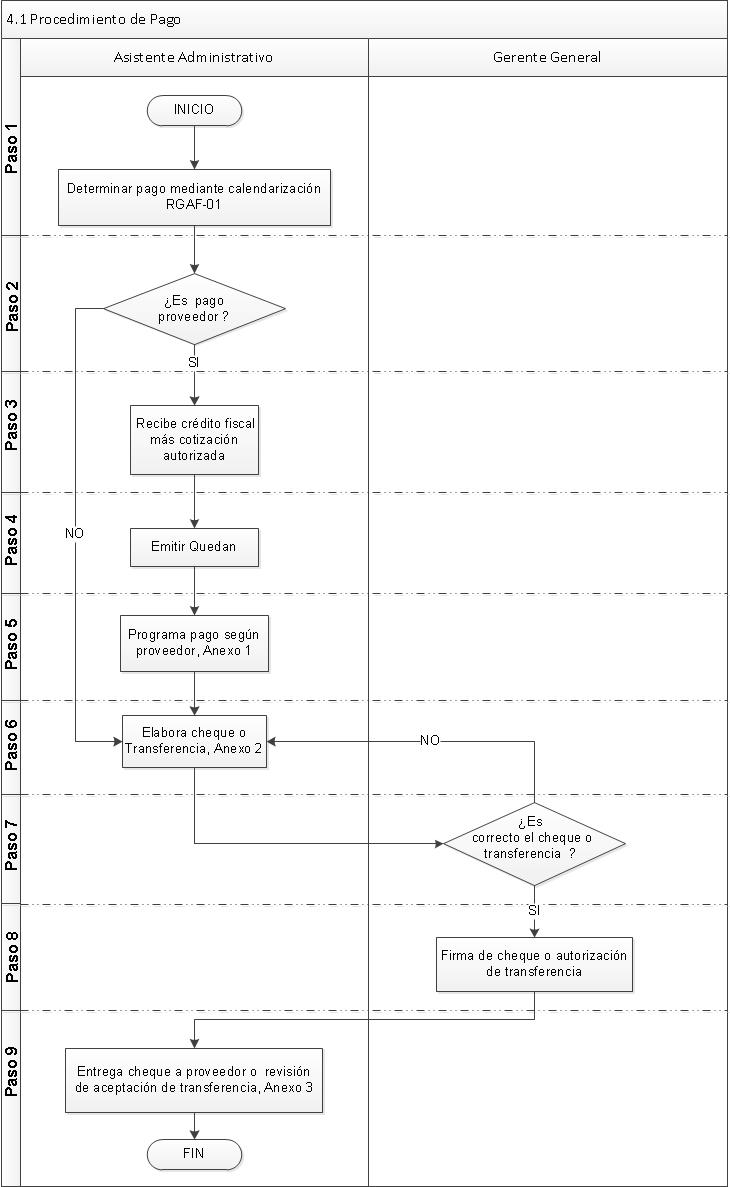 4.1 Procedimiento de Pago
Asistente Administrativo
Gerente General
Paso 1
INICIO
Determinar pago mediante calendarización
RGAF-01
Paso 2
¿Es pago
proveedor ?
SI
Paso 3
Recibe crédito fiscal
más cotización
autorizada
Paso 4
NO
Emitir Quedan
Paso 5
Programa pago según
proveedor, Anexo 1
Paso 6
Elabora cheque o
Transferencia, Anexo 2
NO
Paso 7
¿Es
correcto el cheque o
transferencia ?
SI
Paso 8
Firma de cheque o autorización
de transferencia
Paso 9
Entrega cheque a proveedor o revisión
de aceptación de transferencia, Anexo 3
FIN